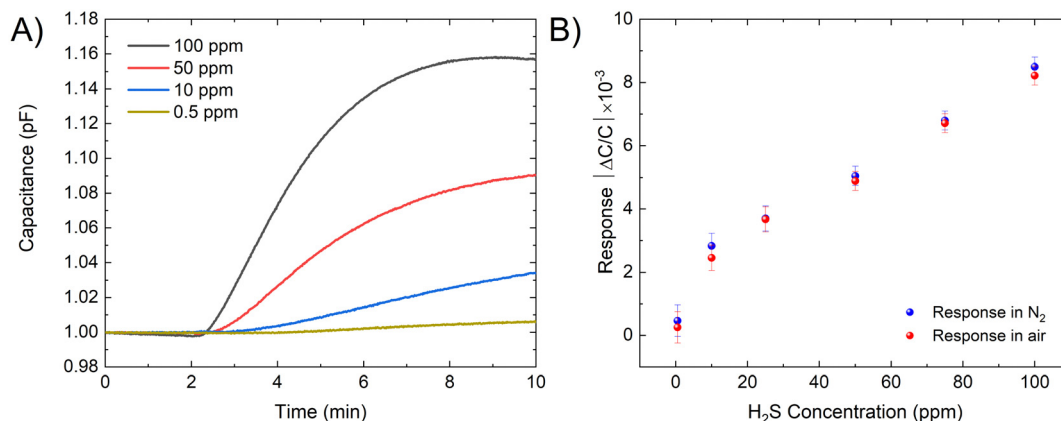 A)
1.18
1.16
1.14
1.12
1.10
1.08
1.06
1.04
1.02
1.00
0.98
Capacitance (pF)
100 ppm
50 ppm
10 ppm
0.5 ppm
0 2 4 6 8 10
Time (min)
B)
10
8
6
4
2
0
Response |ΔC/C| ×10⁻³
Response in N₂
Response in air
0 20 40 60 80 100
H₂S Concentration (ppm)